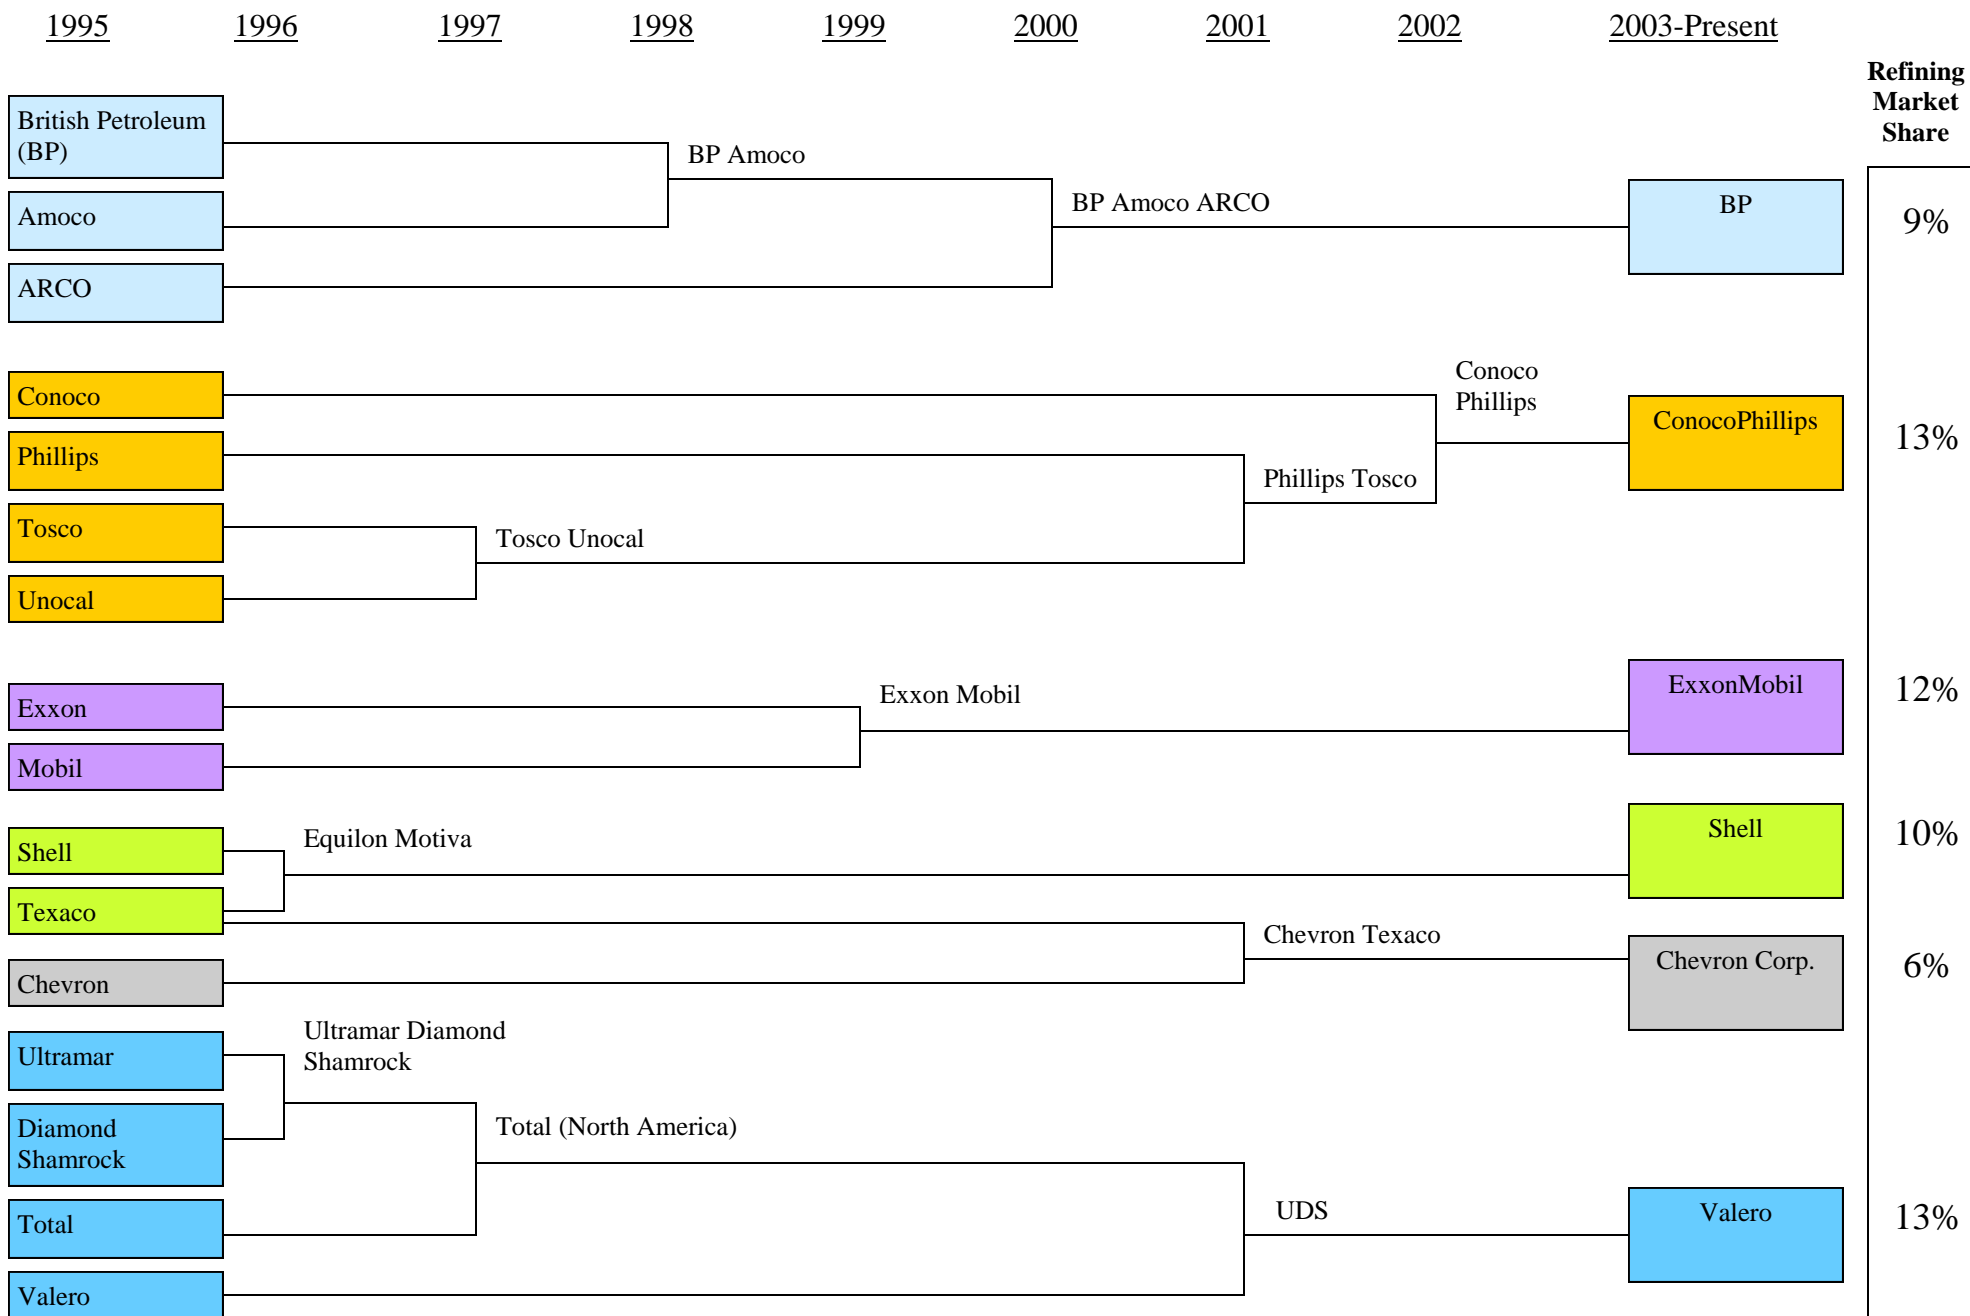 1995 1996 1997 1998 1999 2000 2001 2002 2003-Present
Refining
Market
Share
British Petroleum
(BP)
BP Amoco
Amoco
BP Amoco ARCO
BP
9%
ARCO
Conoco
Conoco
Phillips
ConocoPhillips
13%
Phillips
Phillips Tosco
Tosco
Tosco Unocal
Unocal
Exxon
Exxon Mobil
ExxonMobil
12%
Mobil
Shell
Equilon Motiva
Shell
10%
Texaco
Chevron Texaco
Chevron
Chevron Corp.
6%
Ultramar
Ultramar Diamond
Shamrock
Diamond
Shamrock
Total (North America)
Total
UDS
Valero
13%
Valero